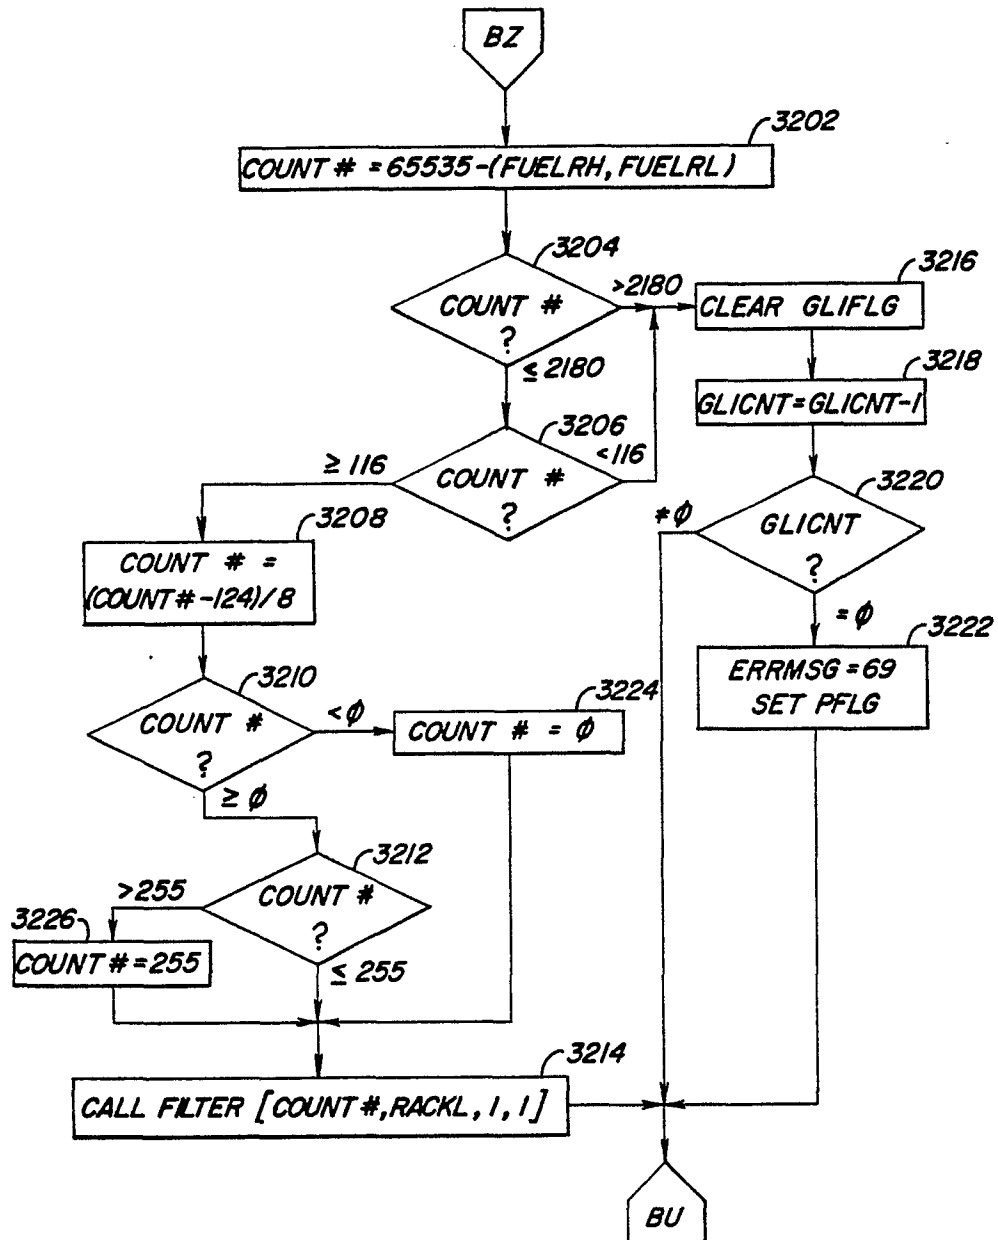 BZ
3202
COUNT # = 65535-(FUELRH, FUELRL)
3204
COUNT #
?
>2180
≤ 2180
3216
CLEAR GLIFLG
3218
GLICNT=GLICNT-1
3206
COUNT #
?
<116
≥ 116
3220
GLICNT
?
≠ϕ
=ϕ
3208
COUNT # =
(COUNT#-124)/8
3222
ERRMSG=69
SET PFLG
3210
COUNT #
?
<ϕ
≥ ϕ
3224
COUNT # = ϕ
3212
COUNT #
?
>255
≤ 255
3226
COUNT#=255
3214
CALL FILTER [COUNT#,RACKL,1,1]
BU